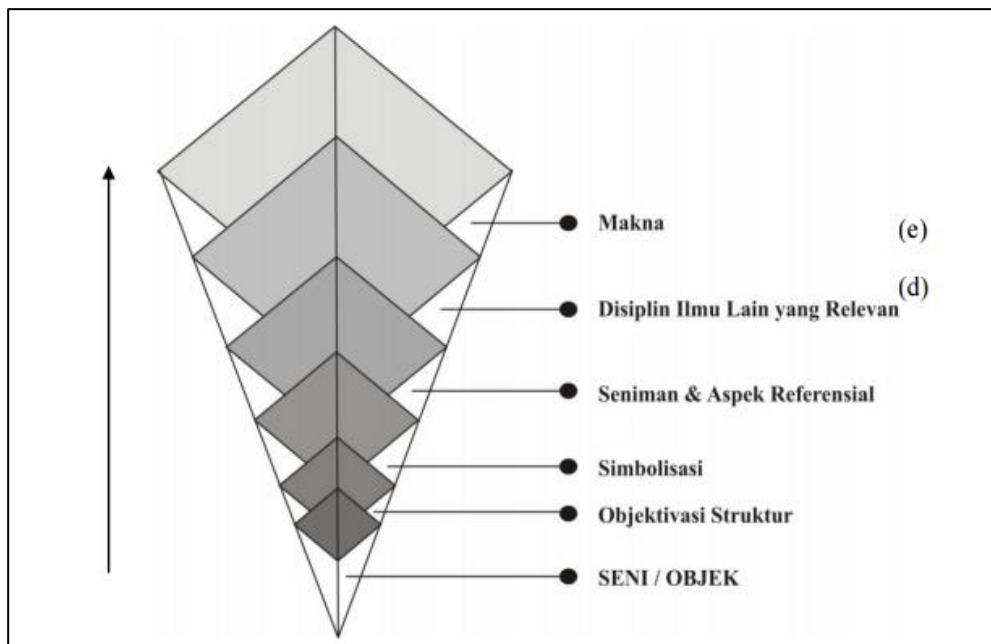 Makna (e)
(d)
Disiplin Ilmu Lain yang Relevan
Seniman & Aspek Referensial
Simbolisasi
Objektivasi Struktur
SENI / OBJEK